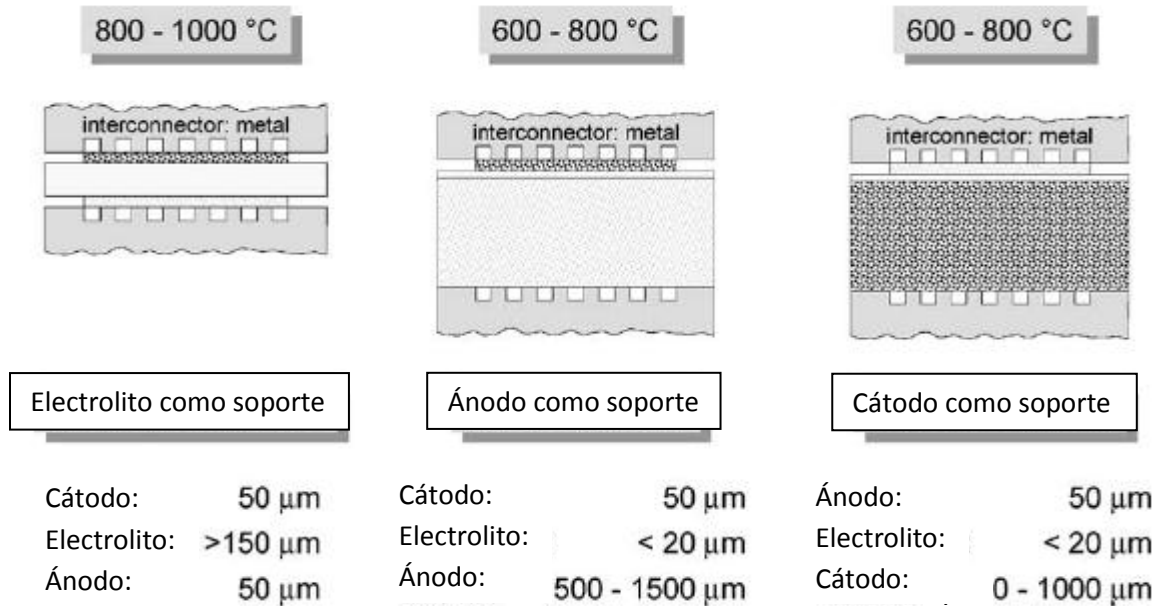 800 - 1000 °C
600 - 800 °C
600 - 800 °C
interconnector: metal
interconnector: metal
interconnector: metal
Electrolito como soporte
Ánodo como soporte
Cátodo como soporte
Cátodo: 50 µm
Electrolito: >150 µm
Ánodo: 50 µm
Cátodo: 50 µm
Electrolito: < 20 µm
Ánodo: 500 - 1500 µm
Ánodo: 50 µm
Electrolito: < 20 µm
Cátodo: 0 - 1000 µm